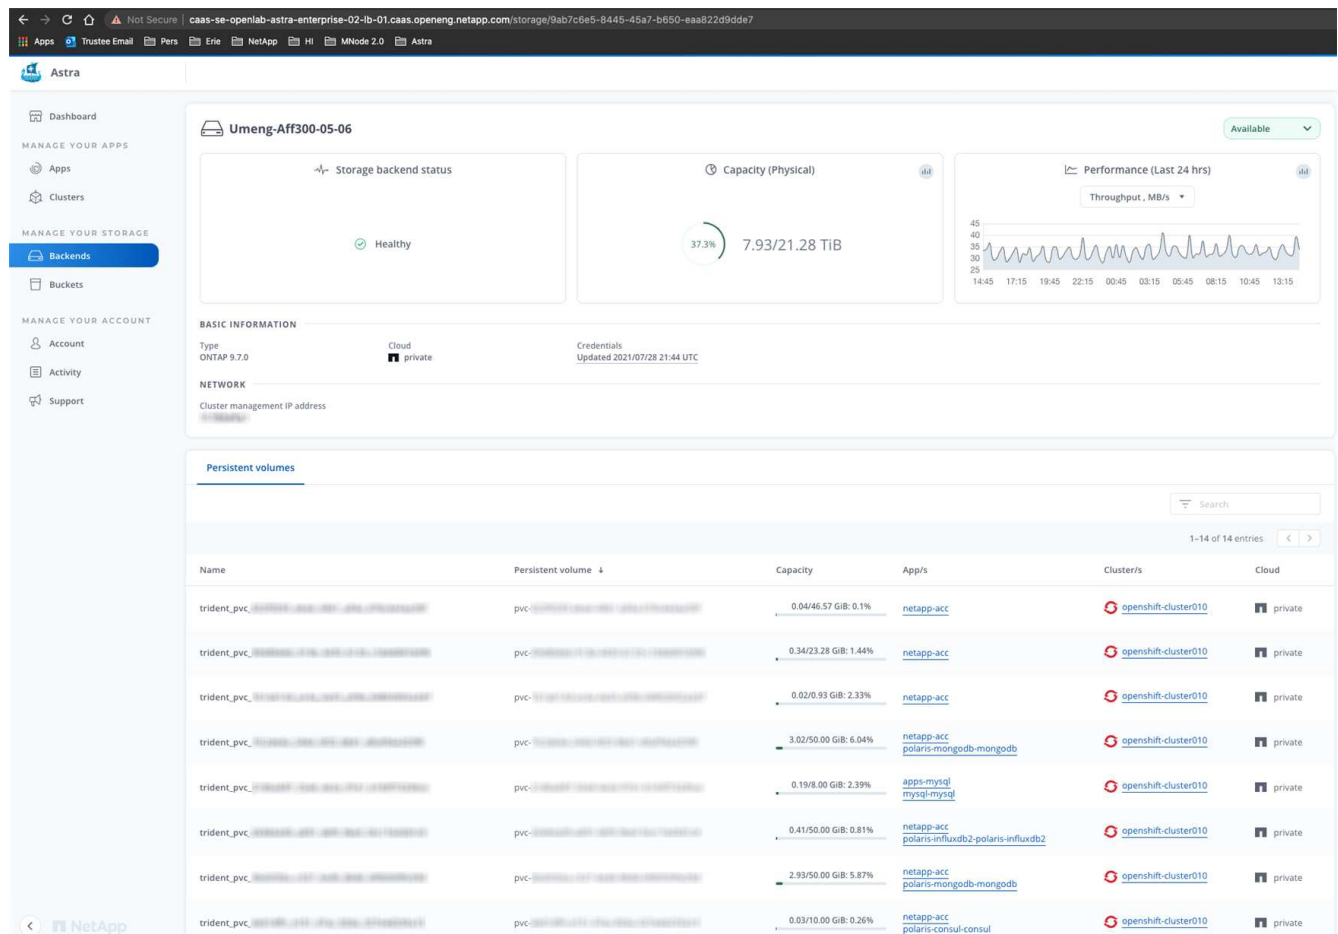 Not Secure | caas-se-openlab-astra-enterprise-02-lb-01.caas.openeng.netapp.com/storage/9ab7c6e5-8445-45a7-b650-eaa822d9dde7
Apps Trustee Email Pers Erie NetApp HI MNode 2.0 Astra
Astra
Dashboard
MANAGE YOUR APPS
Apps
Clusters
MANAGE YOUR STORAGE
Backends
Buckets
MANAGE YOUR ACCOUNT
Account
Activity
Support
NetApp
Umeng-Aff300-05-06
Available
Storage backend status
Healthy
Capacity (Physical)
37.3% 7.93/21.28 TiB
Performance (Last 24 hrs)
Throughput , MB/s
45
40
35
30
25
14:45 17:15 19:45 22:15 00:45 03:15 05:45 08:15 10:45 13:15
BASIC INFORMATION
Type Cloud Credentials
ONTAP 9.7.0 private Updated 2021/07/28 21:44 UTC
NETWORK
Cluster management IP address
Persistent volumes
Search
1–14 of 14 entries
Name Persistent volume Capacity App/s Cluster/s Cloud
trident_pvc_ pvc- 0.04/46.57 GiB: 0.1% netapp-acc openshift-cluster010 private
trident_pvc_ pvc- 0.34/23.28 GiB: 1.44% netapp-acc openshift-cluster010 private
trident_pvc_ pvc- 0.02/0.93 GiB: 2.33% netapp-acc openshift-cluster010 private
trident_pvc_ pvc- 3.02/50.00 GiB: 6.04% netapp-acc openshift-cluster010 private
polaris-mongodb-mongodb
trident_pvc_ pvc- 0.19/8.00 GiB: 2.39% apps-mysql openshift-cluster010 private
mysql-mysql
trident_pvc_ pvc- 0.41/50.00 GiB: 0.81% netapp-acc openshift-cluster010 private
polaris-influxdb2-polaris-influxdb2
trident_pvc_ pvc- 2.93/50.00 GiB: 5.87% netapp-acc openshift-cluster010 private
polaris-mongodb-mongodb
trident_pvc_ pvc- 0.03/10.00 GiB: 0.26% netapp-acc openshift-cluster010 private
polaris-consul-consul